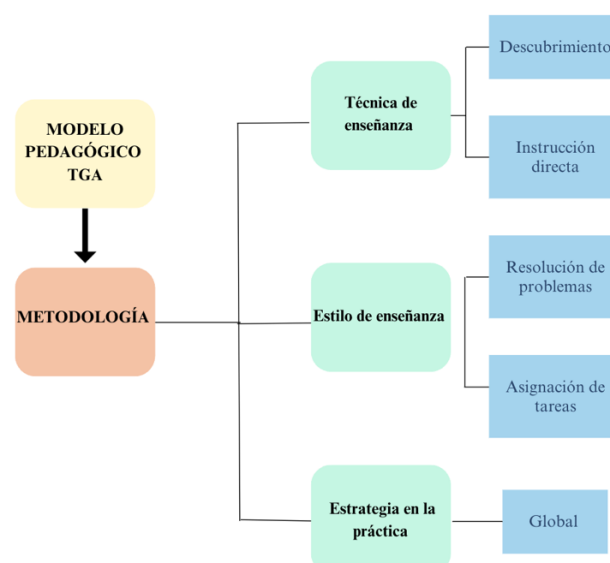 MODELO
PEDAGÓGICO
TGA
METODOLOGÍA
Técnica de
enseñanza
Descubrimiento
Instrucción
directa
Estilo de enseñanza
Resolución de
problemas
Asignación de
tareas
Estrategia en la
práctica
Global